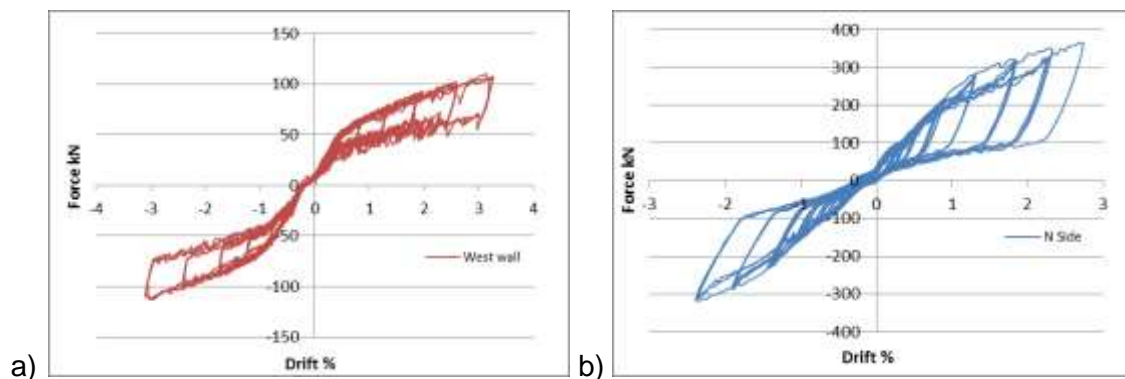 a)
Force kN
150
100
50
0
-50
-100
-150
-4 -3 -2 -1 0 1 2 3 4
West wall
Drift %
b)
Force kN
400
300
200
100
0
-100
-200
-300
-400
-3 -2 -1 0 1 2 3
N Side
Drift %